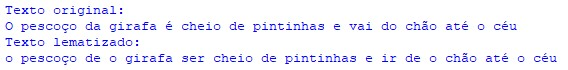 Texto original:
O pescoço da girafa é cheio de pintinhas e vai do chão até o céu
Texto lematizado:
o pescoço de o girafa ser cheio de pintinhas e ir de o chão até o céu